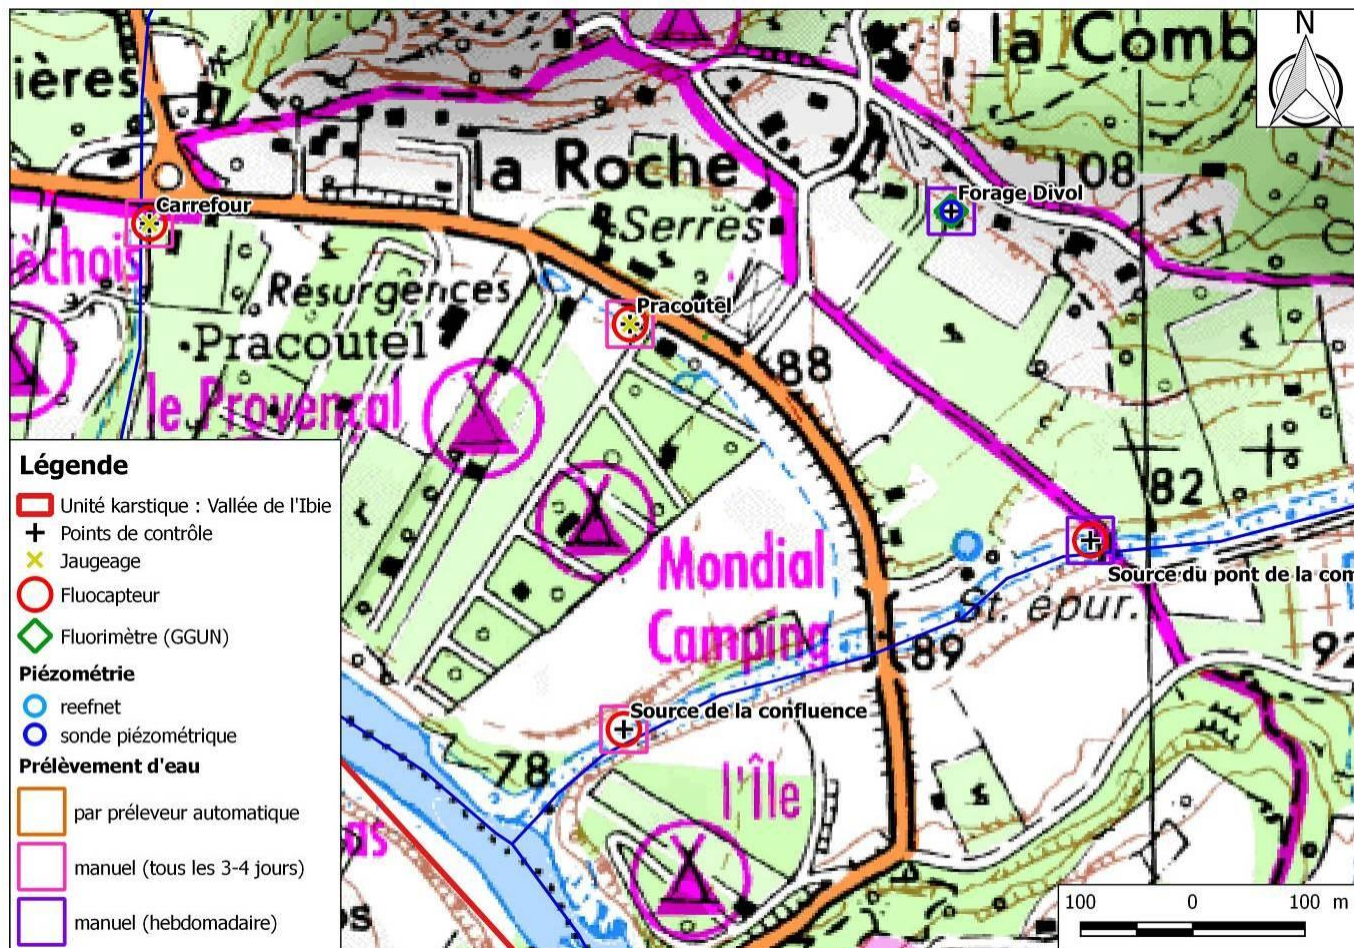 N
la Comb
ières
la Roche
108
Forage Divol
Carrefour
Serres
èchois
Résurgences
Pracoutel
Pracoutel
88
le Provençal
82
Légende
Unité karstique : Vallée de l'Ibie
Points de contrôle
Jaugeage
Fluocapteur
Fluorimètre (GGUN)
Piézométrie
reefnet
sonde piézométrique
Prélèvement d'eau
par préleveur automatique
manuel (tous les 3-4 jours)
manuel (hebdomadaire)
Mondial
Camping
Source du pont de la com
St. épur.
89
92
Source de la confluence
78
l'Île
as
s
100 0 100 m